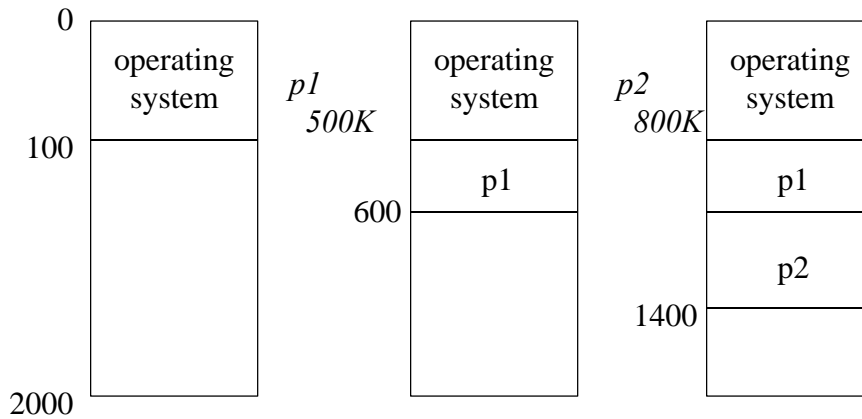 0
operating
system
100
2000
p1
500K
operating
system
p1
600
p2
800K
operating
system
p1
p2
1400